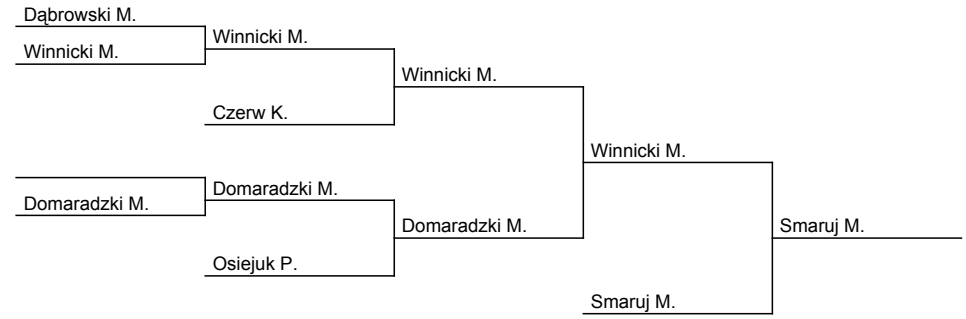 Dąbrowski M.
Winnicki M.
Winnicki M.
Winnicki M.
Czerw K.
Winnicki M.
Domaradzki M.
Domaradzki M.
Domaradzki M.
Smaruj M.
Osiejuk P.
Smaruj M.